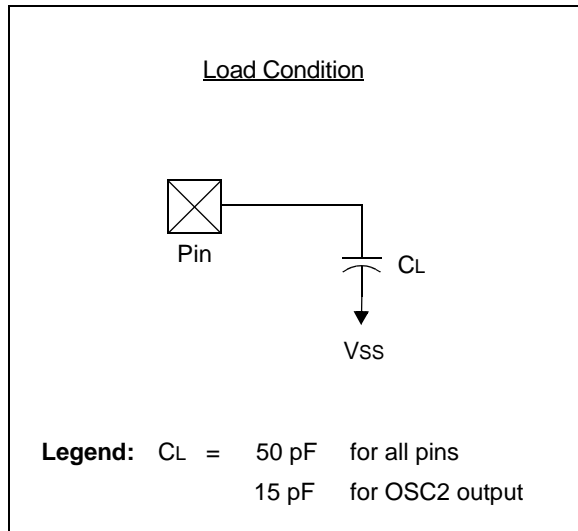 Load Condition
Pin
CL
VSS
Legend: CL = 50 pF for all pins
15 pF for OSC2 output